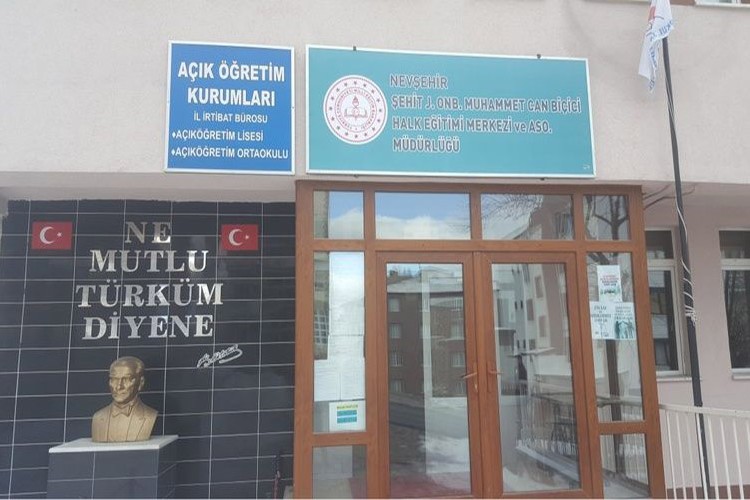 AÇIK ÖĞRETİM
KURUMLARI
İL İRTİBAT BÜROSU
♦AÇIKÖĞRETİM LİSESİ
♦AÇIKÖĞRETİM ORTAOKULU
NEVŞEHİR
ŞEHİT J. ONB. MUHAMMET CAN BİÇİCİ
HALK EĞİTİMİ MERKEZİ ve ASO.
MÜDÜRLÜĞÜ
NE
MUTLU
TÜRKÜM
DİYENE